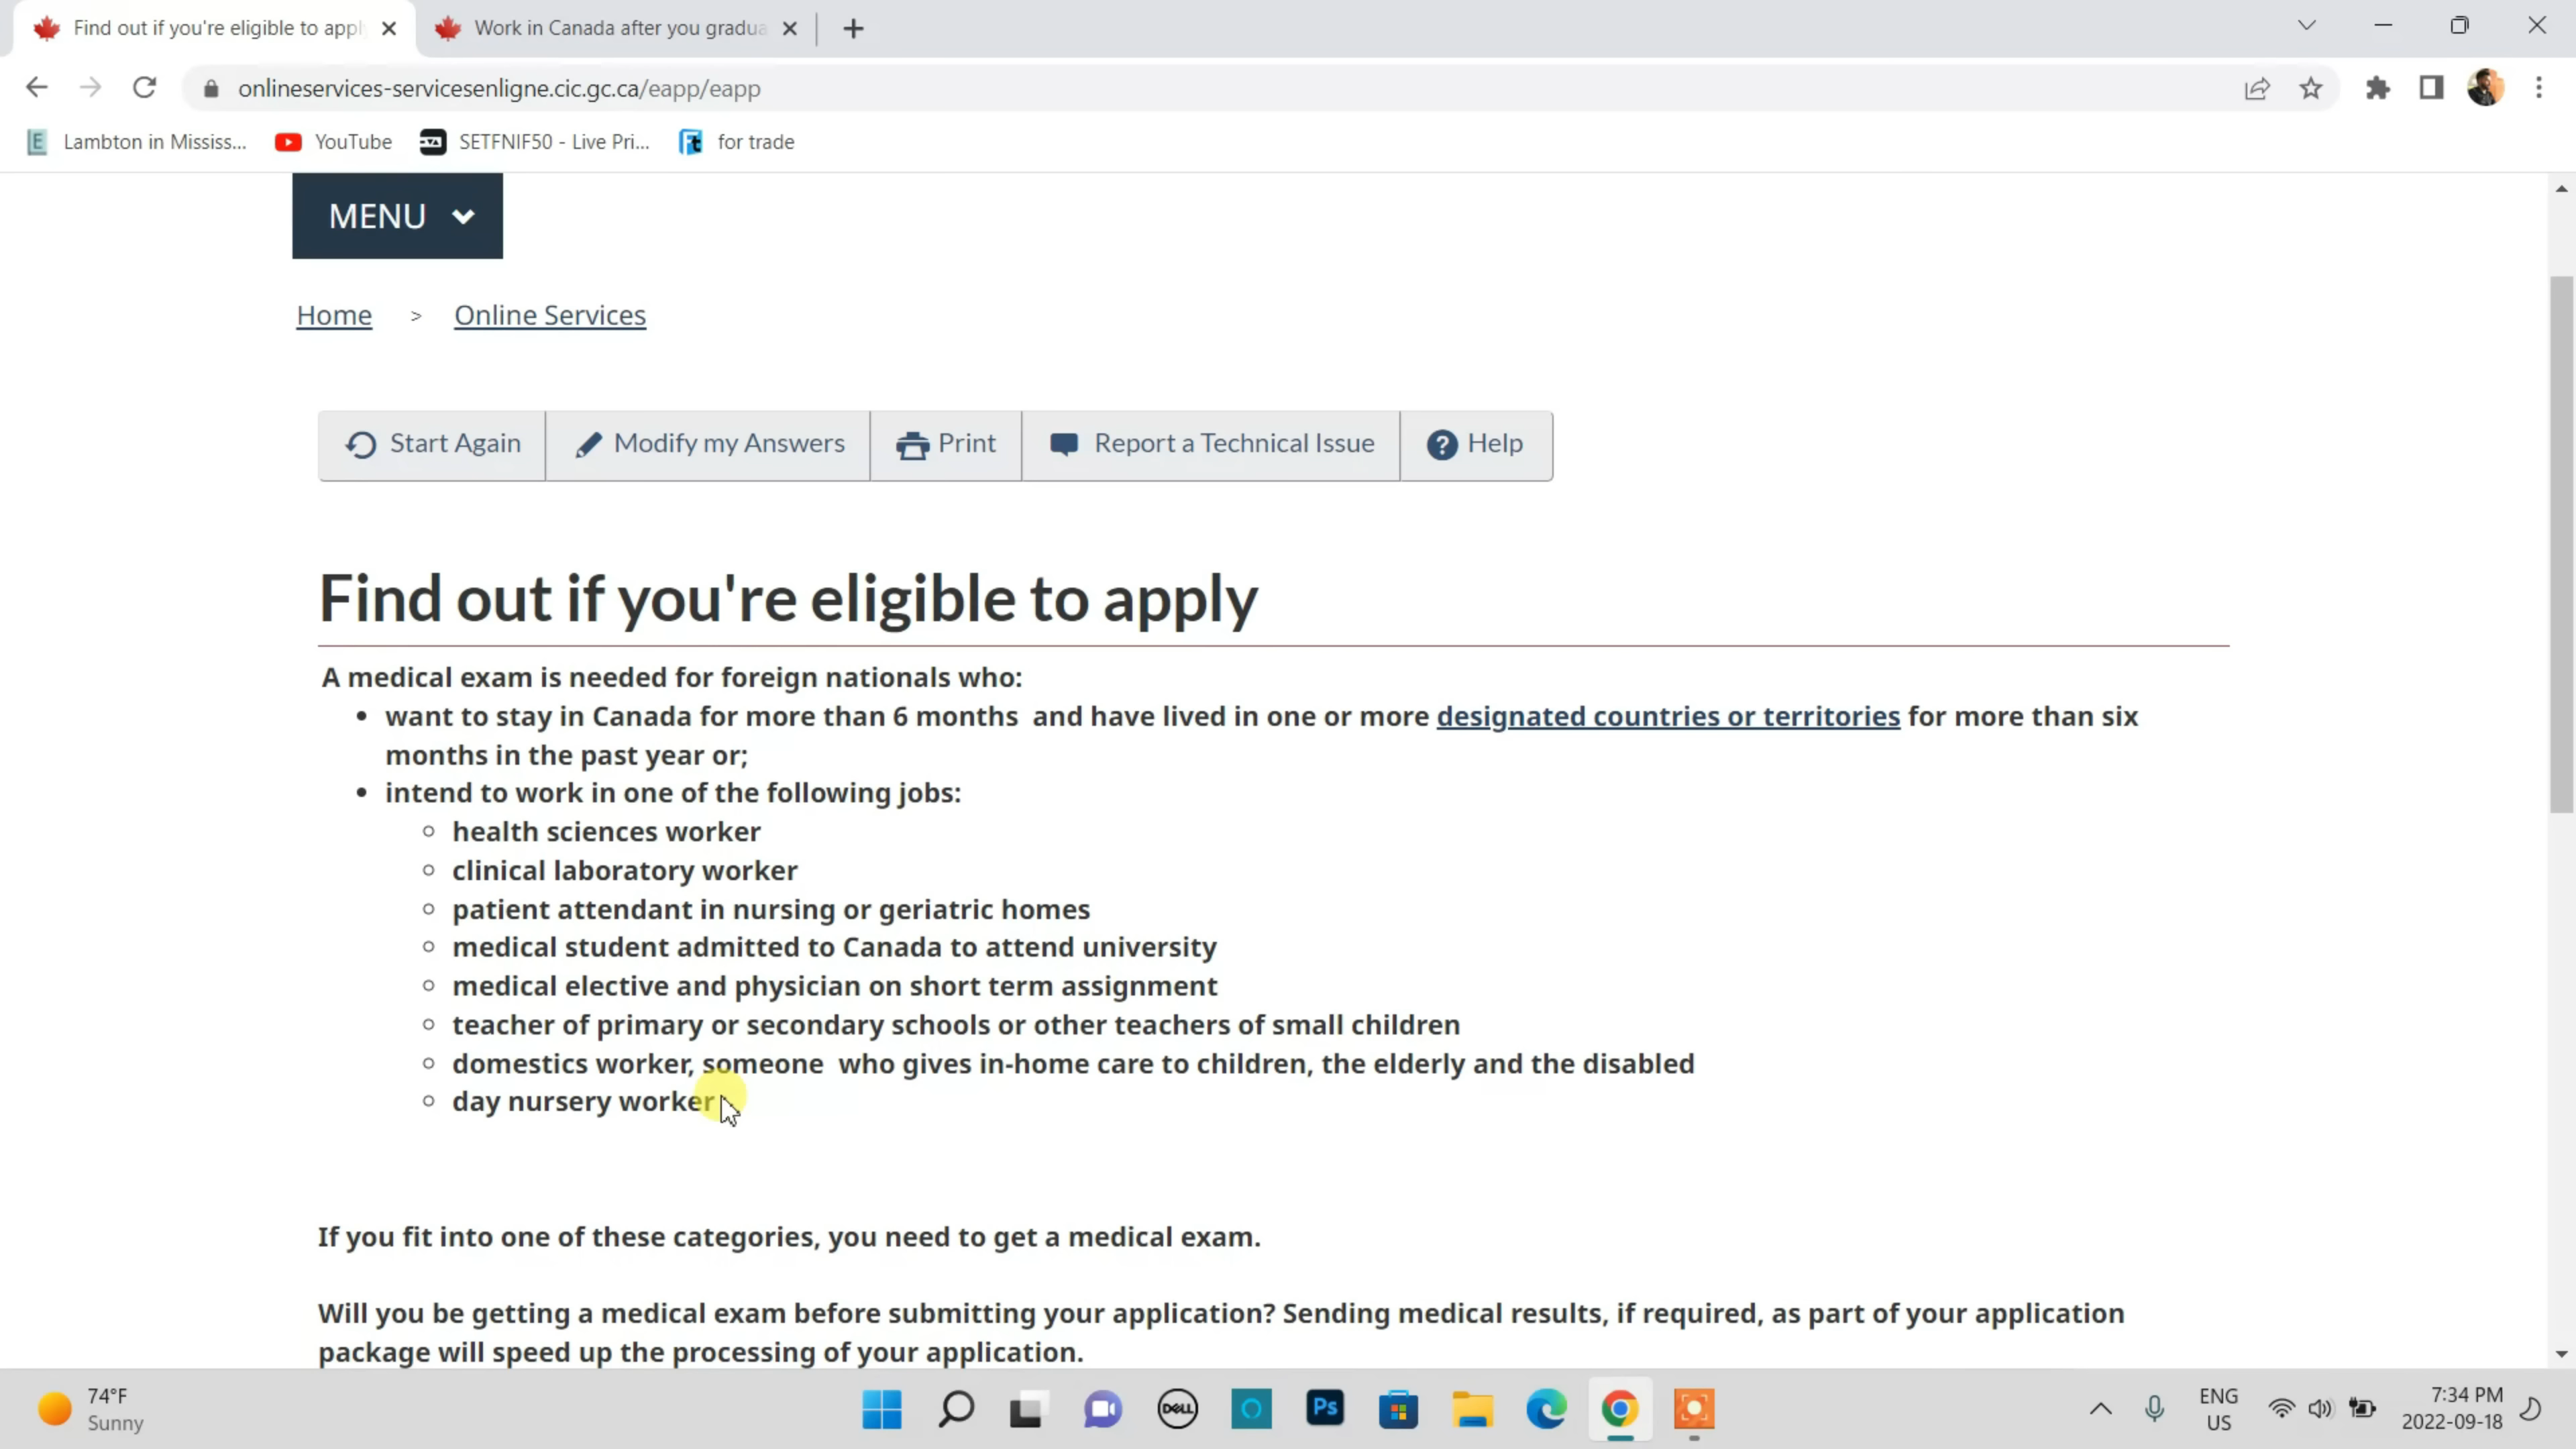 Find out if you're eligible to appl
Work in Canada after you gradua
onlineservices-servicesenligne.cic.gc.ca/eapp/eapp
Lambton in Mississ...
YouTube
SETFNIF50 - Live Pri...
for trade
MENU
Home > Online Services
Start Again
Modify my Answers
Print
Report a Technical Issue
? Help
Find out if you're eligible to apply
A medical exam is needed for foreign nationals who:
• want to stay in Canada for more than 6 months and have lived in one or more designated countries or territories for more than six
months in the past year or;
• intend to work in one of the following jobs:
○ health sciences worker
○ clinical laboratory worker
○ patient attendant in nursing or geriatric homes
○ medical student admitted to Canada to attend university
○ medical elective and physician on short term assignment
○ teacher of primary or secondary schools or other teachers of small children
○ domestics worker, someone who gives in-home care to children, the elderly and the disabled
○ day nursery worker
If you fit into one of these categories, you need to get a medical exam.
Will you be getting a medical exam before submitting your application? Sending medical results, if required, as part of your application
package will speed up the processing of your application.
74°F
Sunny
DELL
Ps
ENG
US
7:34 PM
2022-09-18